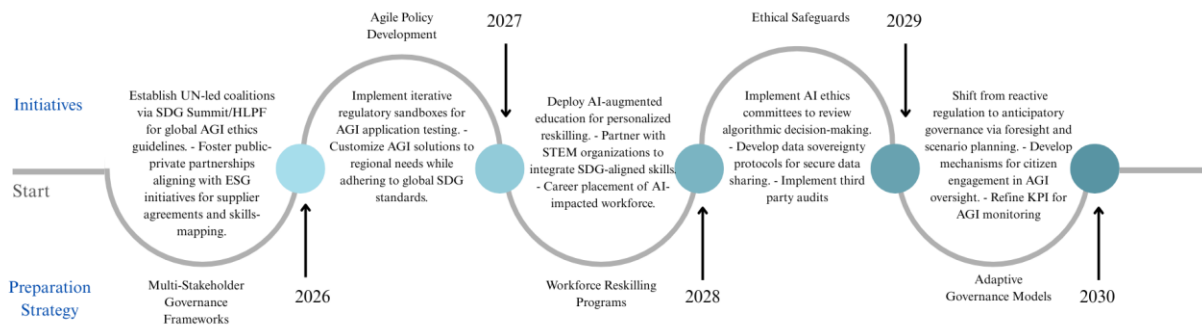 Initiatives
Start
Preparation
Strategy
Establish UN-led coalitions
via SDG Summit/HLPF
for global AGI ethics
guidelines. - Foster public-
private partnerships
aligning with ESG
initiatives for supplier
agreements and skills-
mapping.
Multi-Stakeholder
Governance
Frameworks
2026
Agile Policy
Development
Implement iterative
regulatory sandboxes for
AGI application testing. -
Customize AGI solutions to
regional needs while
adhering to global SDG
standards.
2027
Deploy AI-augmented
education for personalized
reskilling. - Partner with
STEM organizations to
integrate SDG-aligned skills.
- Career placement of AI-
impacted workforce.
Workforce Reskilling
Programs
2028
Ethical Safeguards
Implement AI ethics
committees to review
algorithmic decision-making.
- Develop data sovereignty
protocols for secure data
sharing. - Implement third
party audits
2029
Shift from reactive
regulation to anticipatory
governance via foresight and
scenario planning. - Develop
mechanisms for citizen
engagement in AGI
oversight. - Refine KPI for
AGI monitoring
Adaptive
Governance Models
2030